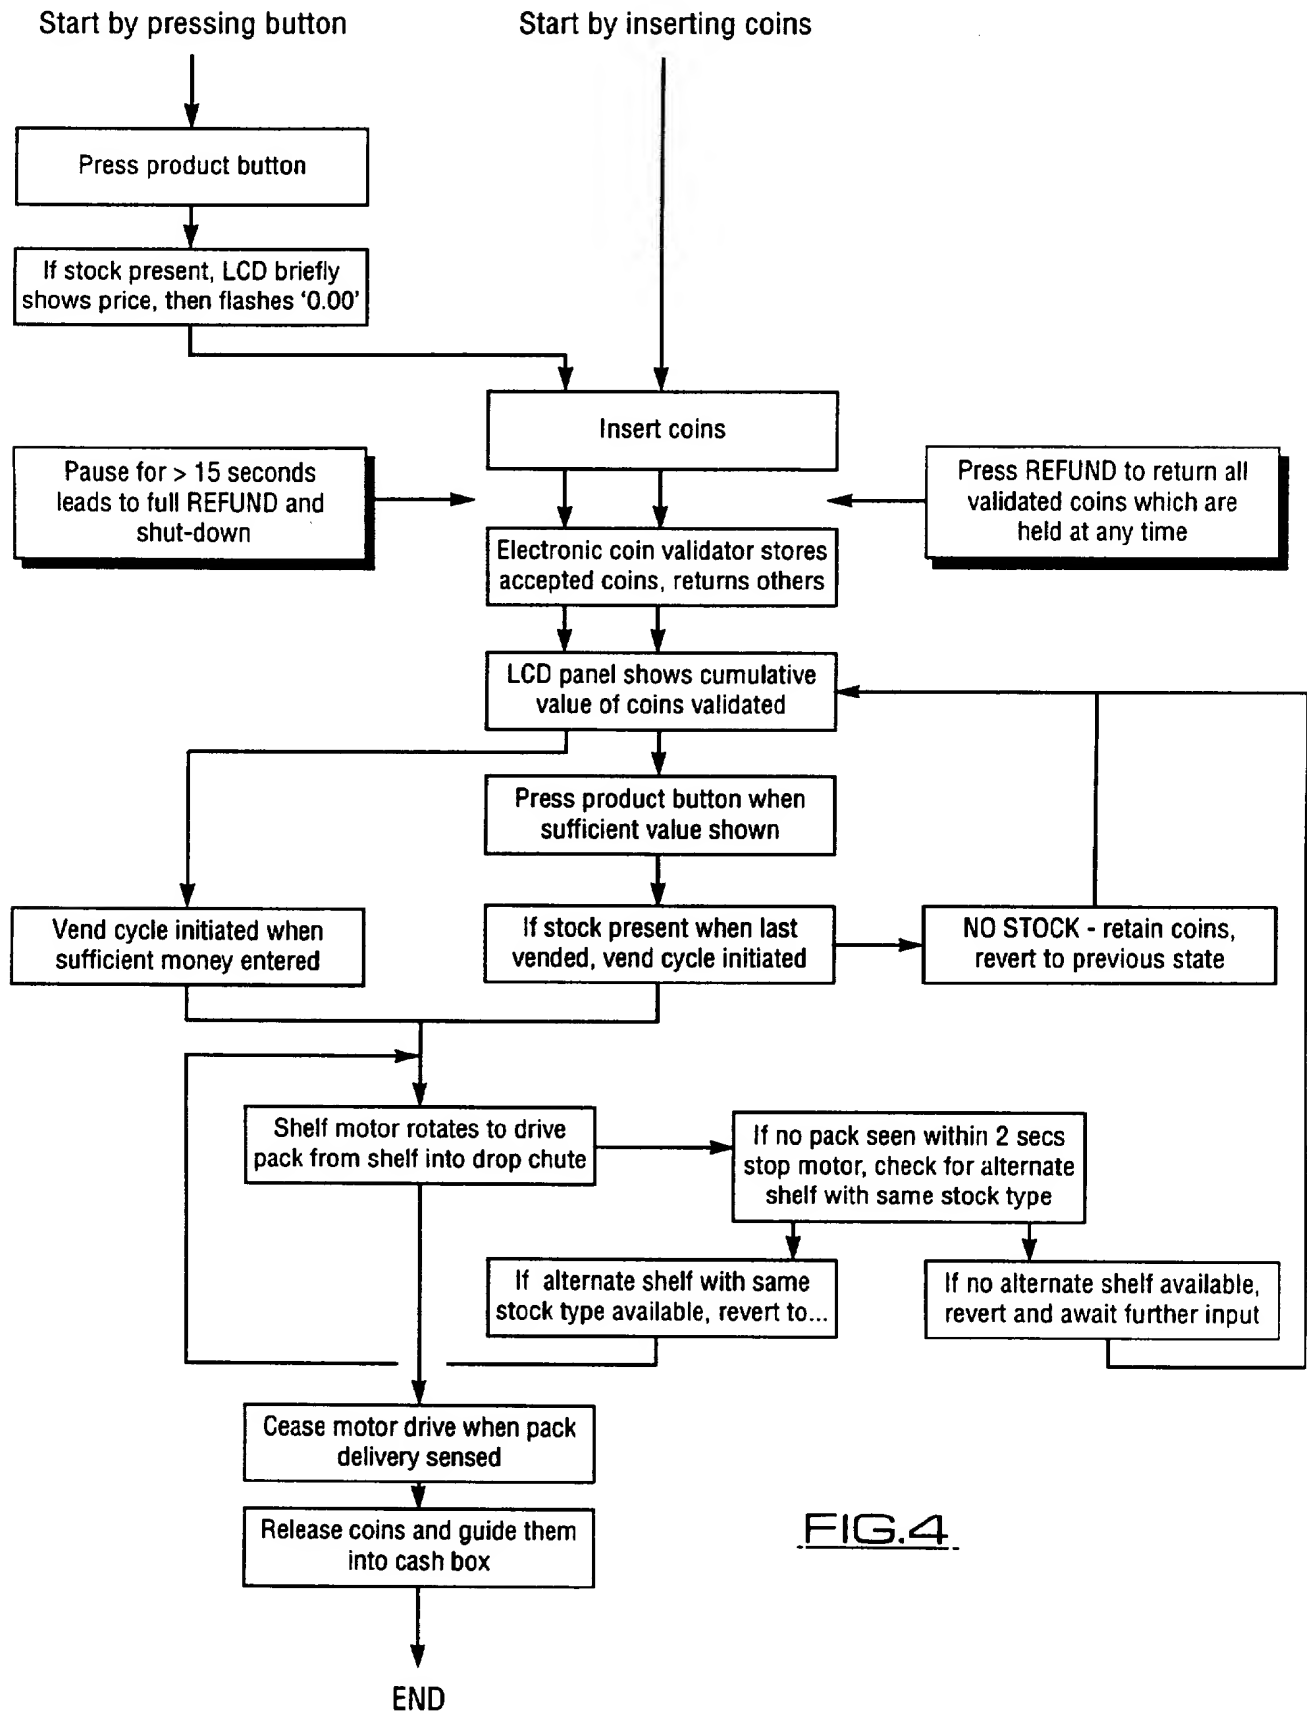 Start by pressing button
Start by inserting coins
Press product button
If stock present, LCD briefly
shows price, then flashes ‘0.00’
Insert coins
Pause for > 15 seconds
leads to full REFUND and
shut-down
Press REFUND to return all
validated coins which are
held at any time
Electronic coin validator stores
accepted coins, returns others
LCD panel shows cumulative
value of coins validated
Press product button when
sufficient value shown
Vend cycle initiated when
sufficient money entered
If stock present when last
vended, vend cycle initiated
NO STOCK - retain coins,
revert to previous state
Shelf motor rotates to drive
pack from shelf into drop chute
If no pack seen within 2 secs
stop motor, check for alternate
shelf with same stock type
If alternate shelf with same
stock type available, revert to...
If no alternate shelf available,
revert and await further input
Cease motor drive when pack
delivery sensed
Release coins and guide them
into cash box
FIG.4
END